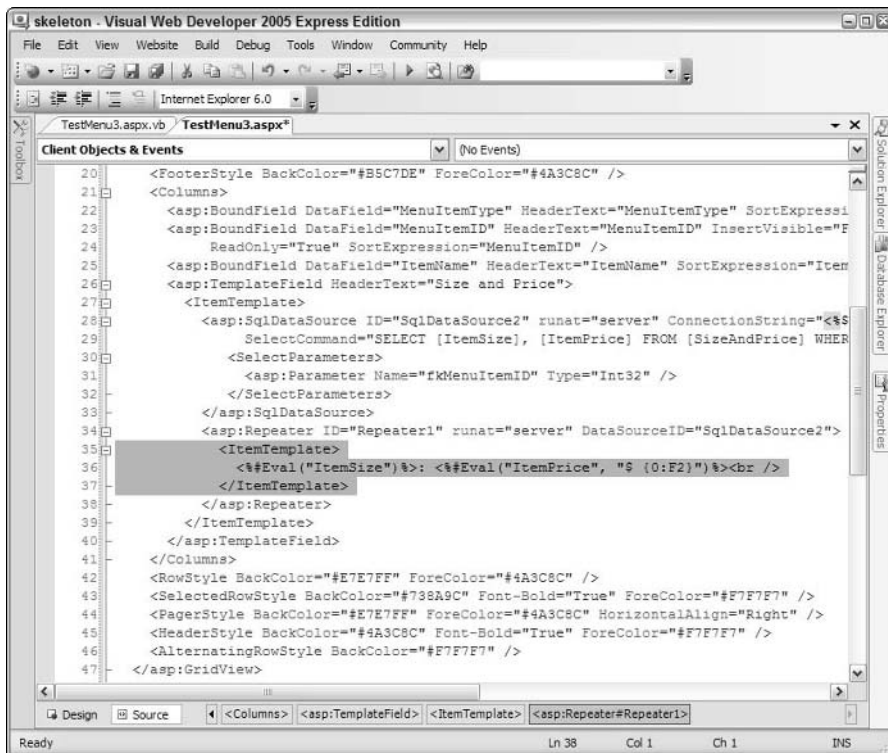 skeleton - Visual Web Developer 2005 Express Edition
File Edit View Website Build Debug Tools Window Community Help
Internet Explorer 6.0
TestMenu3.aspx.vb TestMenu3.aspx*
Client Objects & Events (No Events)
20 <FooterStyle BackColor="#B5C7DE" ForeColor="#4A3C8C" />
21 <Columns>
22 <asp:BoundField DataField="MenuItemType" HeaderText="MenuItemType" SortExpressi
23 <asp:BoundField DataField="MenuItemID" HeaderText="MenuItemID" InsertVisible="F
24 ReadOnly="True" SortExpression="MenuItemID" />
25 <asp:BoundField DataField="ItemName" HeaderText="ItemName" SortExpression="Item
26 <asp:TemplateField HeaderText="Size and Price">
27 <ItemTemplate>
28 <asp:SqlDataSource ID="SqlDataSource2" runat="server" ConnectionString="<%$
29 SelectCommand="SELECT [ItemSize], [ItemPrice] FROM [SizeAndPrice] WHER
30 <SelectParameters>
31 <asp:Parameter Name="fkMenuItemID" Type="Int32" />
32 </SelectParameters>
33 </asp:SqlDataSource>
34 <asp:Repeater ID="Repeater1" runat="server" DataSourceID="SqlDataSource2">
35 <ItemTemplate>
36 <%#Eval("ItemSize")%>: <%#Eval("ItemPrice", "$ {0:F2}")%><br />
37 </ItemTemplate>
38 </asp:Repeater>
39 </ItemTemplate>
40 </asp:TemplateField>
41 </Columns>
42 <RowStyle BackColor="#E7E7FF" ForeColor="#4A3C8C" />
43 <SelectedRowStyle BackColor="#738A9C" Font-Bold="True" ForeColor="#F7F7F7" />
44 <PagerStyle BackColor="#E7E7FF" ForeColor="#4A3C8C" HorizontalAlign="Right" />
45 <HeaderStyle BackColor="#4A3C8C" Font-Bold="True" ForeColor="#F7F7F7" />
46 <AlternatingRowStyle BackColor="#F7F7F7" />
47 </asp:GridView>
Toolbox
Solution Explorer
Database Explorer
Properties
Design Source <Columns> <asp:TemplateField> <ItemTemplate> <asp:Repeater#Repeater1>
Ready Ln 38 Col 1 Ch 1 INS